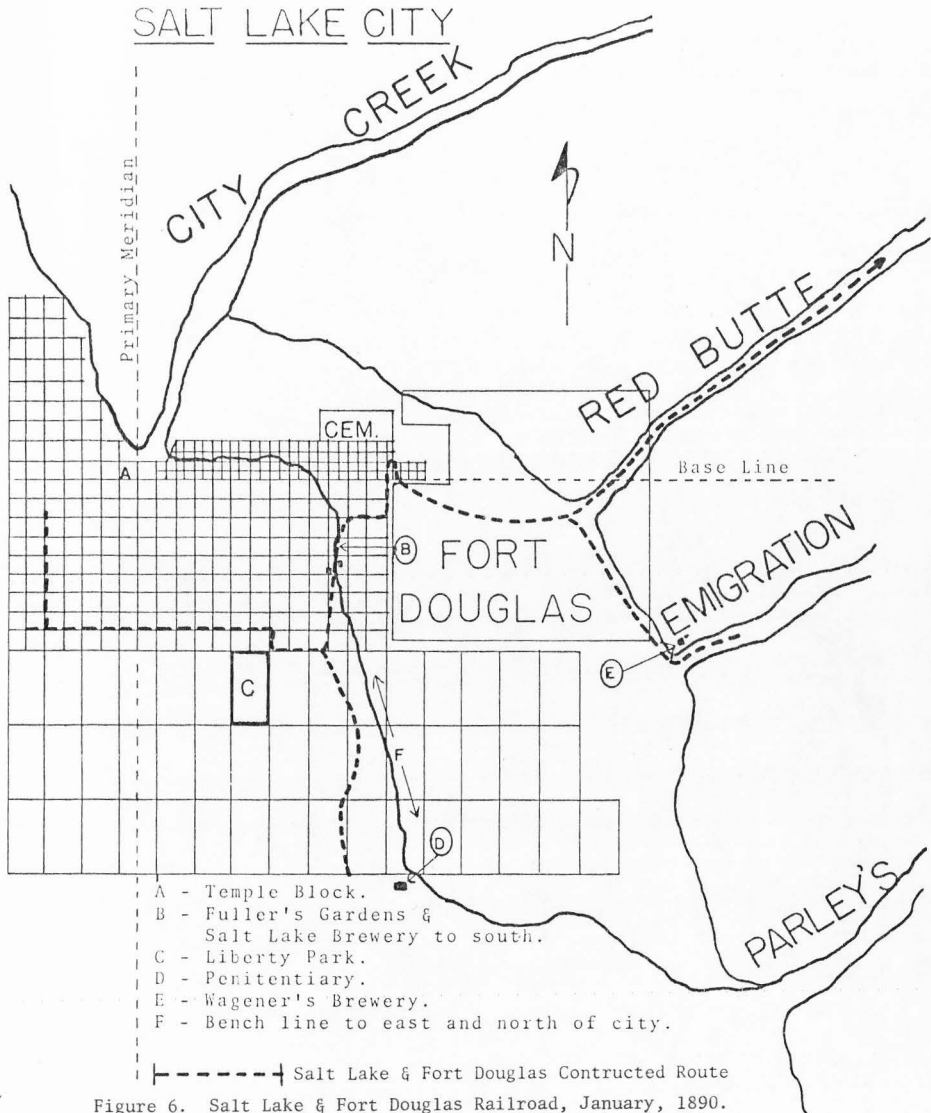 SALT LAKE CITY
CITY CREEK
Primary Meridian
N
RED BUTTE
CEM.
A
Base Line
B
FORT
DOUGLAS
EMIGRATION
E
C
F
D
PARLEY'S
A - Temple Block.
B - Fuller's Gardens &
Salt Lake Brewery to south.
C - Liberty Park.
D - Penitentiary.
E - Wagener's Brewery.
F - Bench line to east and north of city.
Salt Lake & Fort Douglas Contructed Route
Figure 6. Salt Lake & Fort Douglas Railroad, January, 1890.